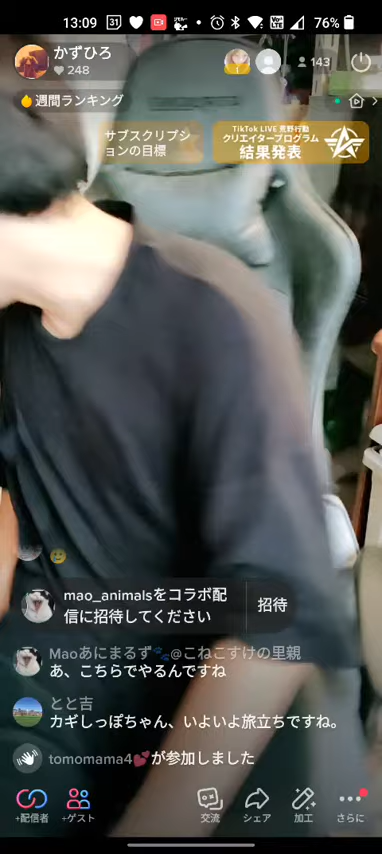 13:09
31
76%
かずひろ
248
1
143
週間ランキング
サブスクリプシ
ョンの目標
TikTok LIVE 荒野行動
クリエイタープログラム
結果発表
mao_animalsをコラボ配
信に招待してください
招待
Maoあにまるず🐾@こねこすけの里親
あ、こちらでやるんですね
とと吉
カギしっぽちゃん、いよいよ旅立ちですね。
tomomama4💕が参加しました
+配信者
+ゲスト
交流
シェア
加工
さらに